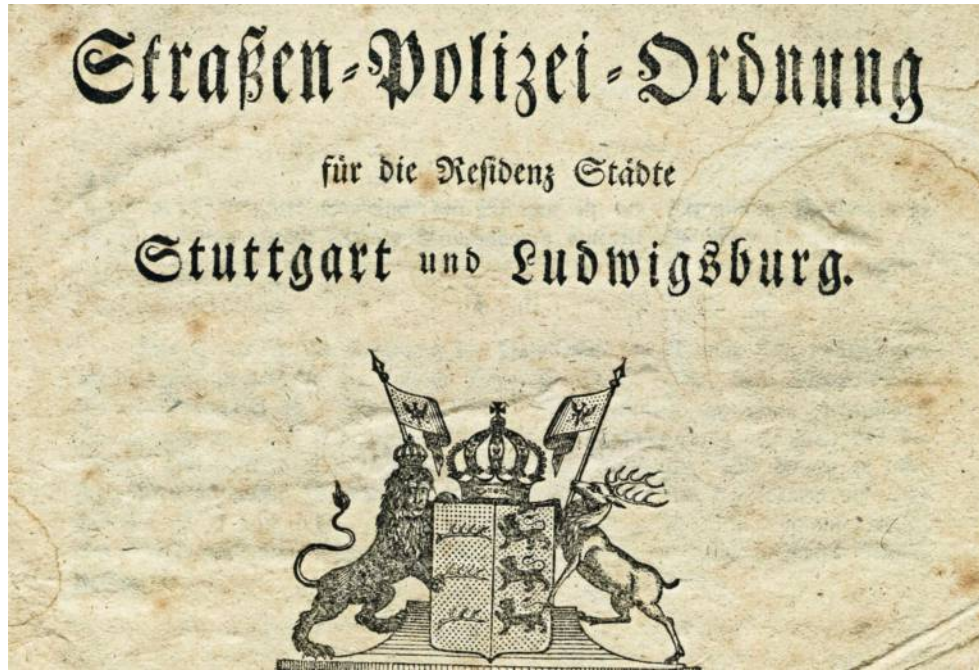 Straßen-Polizei-Ordnung
für die Residenz Städte
Stuttgart und Ludwigsburg.